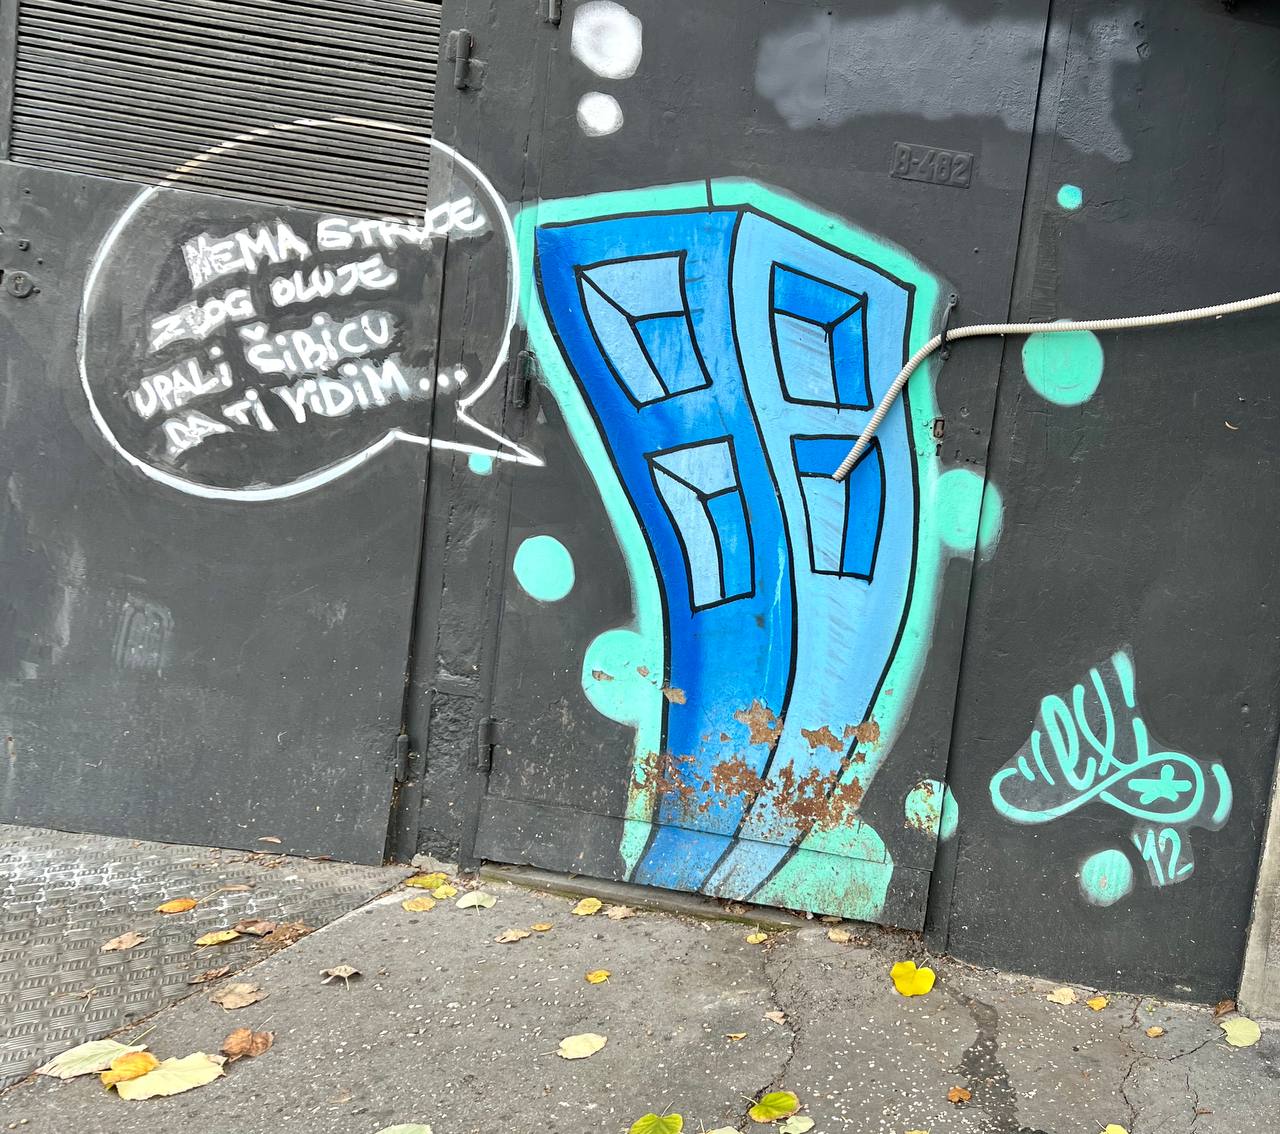 NEMA STRUJE
ZBOG OLUJE
UPALi ŠiBiCU
DA Ti ViDiM...
B-482
'12